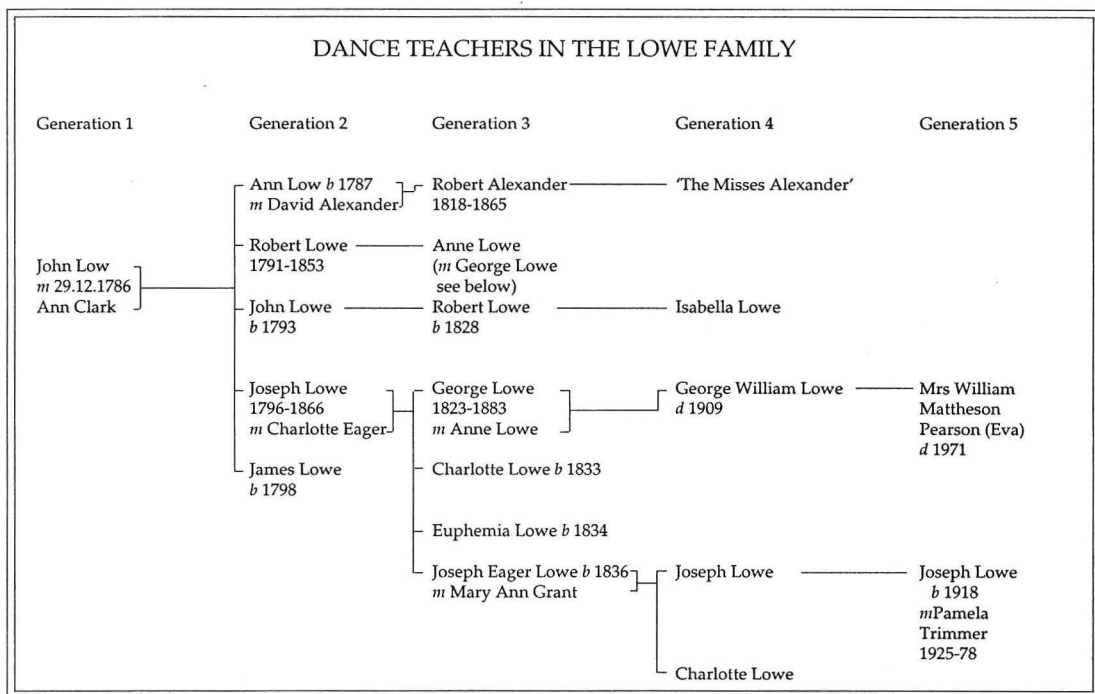 DANCE TEACHERS IN THE LOWE FAMILY
Generation 1
Generation 2
Generation 3
Generation 4
Generation 5
John Low
m 29.12.1786
Ann Clark
Ann Low b 1787
m David Alexander
Robert Lowe
1791-1853
John Lowe
b 1793
Joseph Lowe
1796-1866
m Charlotte Eager
James Lowe
b 1798
Robert Alexander
1818-1865
Anne Lowe
(m George Lowe
see below)
Robert Lowe
b 1828
George Lowe
1823-1883
m Anne Lowe
Charlotte Lowe b 1833
Euphemia Lowe b 1834
Joseph Eager Lowe b 1836
m Mary Ann Grant
'The Misses Alexander'
Isabella Lowe
George William Lowe
d 1909
Joseph Lowe
Charlotte Lowe
Mrs William
Mattheson
Pearson (Eva)
d 1971
Joseph Lowe
b 1918
mPamela
Trimmer
1925-78